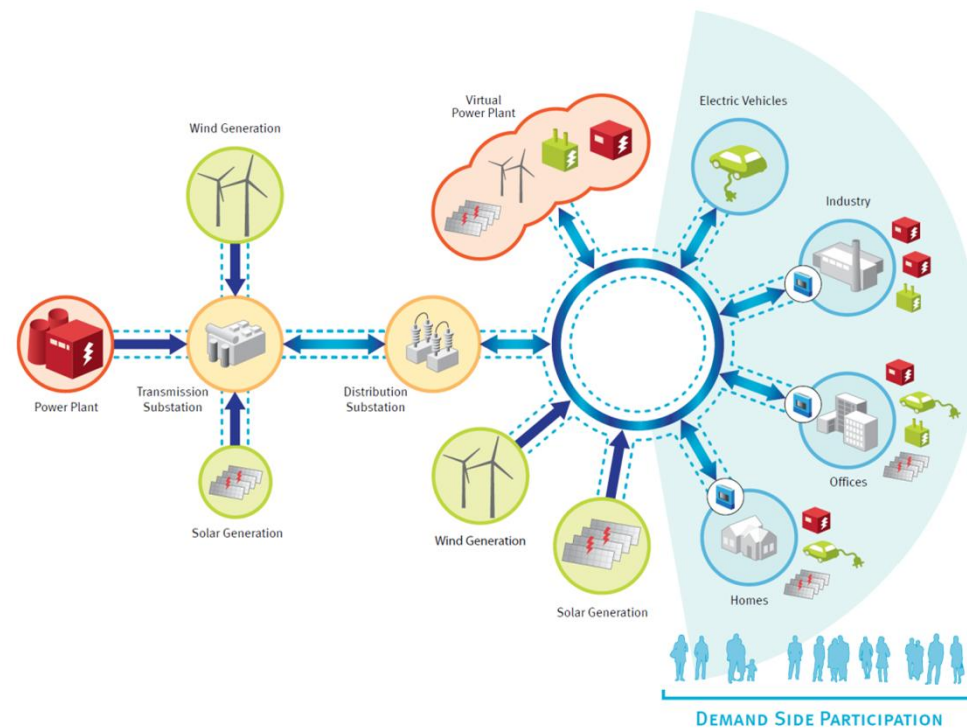 Virtual
Power Plant
Electric Vehicles
Wind Generation
Industry
Power Plant
Transmission
Substation
Distribution
Substation
Offices
Solar Generation
Wind Generation
Homes
Solar Generation
DEMAND SIDE PARTICIPATION